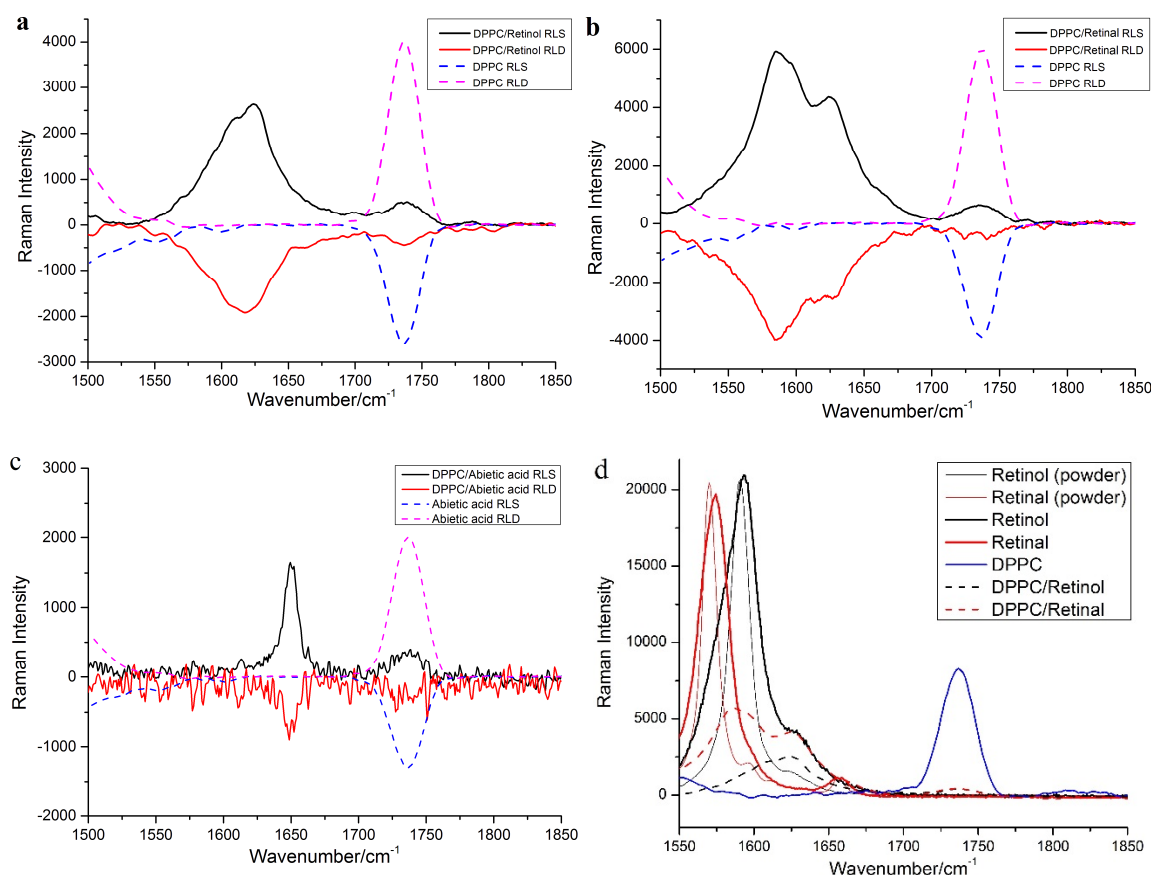 a
DPPC/Retinol RLS
DPPC/Retinol RLD
DPPC RLS
DPPC RLD
4000
3000
2000
1000
0
-1000
-2000
-3000
Raman Intensity
1500 1550 1600 1650 1700 1750 1800 1850
Wavenumber/cm⁻¹
b
DPPC/Retinal RLS
DPPC/Retinal RLD
DPPC RLS
DPPC RLD
6000
4000
2000
0
-2000
-4000
Raman Intensity
1500 1550 1600 1650 1700 1750 1800 1850
Wavenumber/cm⁻¹
c
DPPC/Abietic acid RLS
DPPC/Abietic acid RLD
Abietic acid RLS
Abietic acid RLD
3000
2000
1000
0
-1000
-2000
Raman Intensity
1500 1550 1600 1650 1700 1750 1800 1850
Wavenumber/cm⁻¹
d
Retinol (powder)
Retinal (powder)
Retinol
Retinal
DPPC
DPPC/Retinol
DPPC/Retinal
20000
15000
10000
5000
0
Raman Intensity
1550 1600 1650 1700 1750 1800 1850
Wavenumber/cm⁻¹